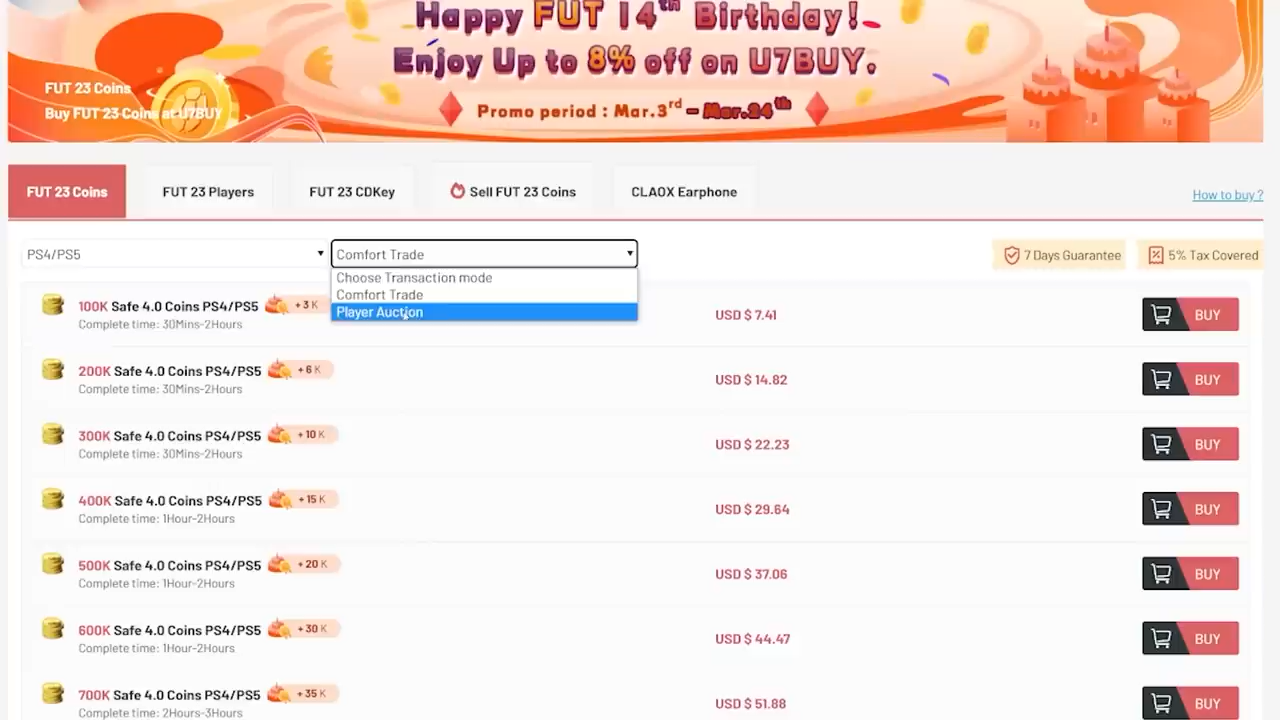 Happy FUT 14th Birthday!
Enjoy Up to 8% off on U7BUY.
FUT 23 Coins
Buy FUT 23 Coins at U7BUY
Promo period : Mar.3rd – Mar.24th
FUT 23 Coins
FUT 23 Players
FUT 23 CDKey
Sell FUT 23 Coins
CLAOX Earphone
How to buy ?
PS4/PS5
Comfort Trade
7 Days Guarantee
5% Tax Covered
Choose Transaction mode
Comfort Trade
Player Auction
100K Safe 4.0 Coins PS4/PS5 + 3 K
Complete time: 30Mins-2Hours
USD $ 7.41
BUY
200K Safe 4.0 Coins PS4/PS5 + 6 K
Complete time: 30Mins-2Hours
USD $ 14.82
BUY
300K Safe 4.0 Coins PS4/PS5 + 10 K
Complete time: 30Mins-2Hours
USD $ 22.23
BUY
400K Safe 4.0 Coins PS4/PS5 + 15 K
Complete time: 1Hour-2Hours
USD $ 29.64
BUY
500K Safe 4.0 Coins PS4/PS5 + 20 K
Complete time: 1Hour-2Hours
USD $ 37.06
BUY
600K Safe 4.0 Coins PS4/PS5 + 30 K
Complete time: 1Hour-2Hours
USD $ 44.47
BUY
700K Safe 4.0 Coins PS4/PS5 + 35 K
Complete time: 2Hours-3Hours
USD $ 51.88
BUY